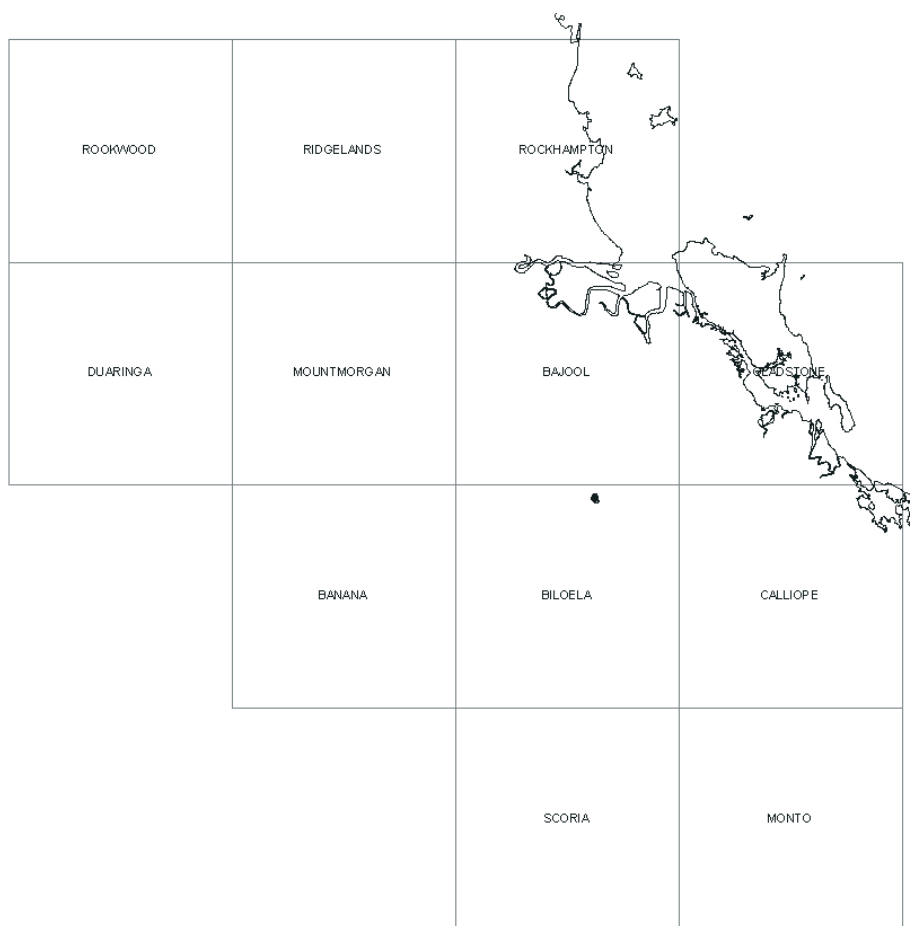 ROOKWOOD
RIDGELANDS
ROCKHAMPTON
DUARINGA
MOUNTMORGAN
BAJOOL
GLADSTONE
BANANA
BILOELA
CALLIOPE
SCORIA
MONTO